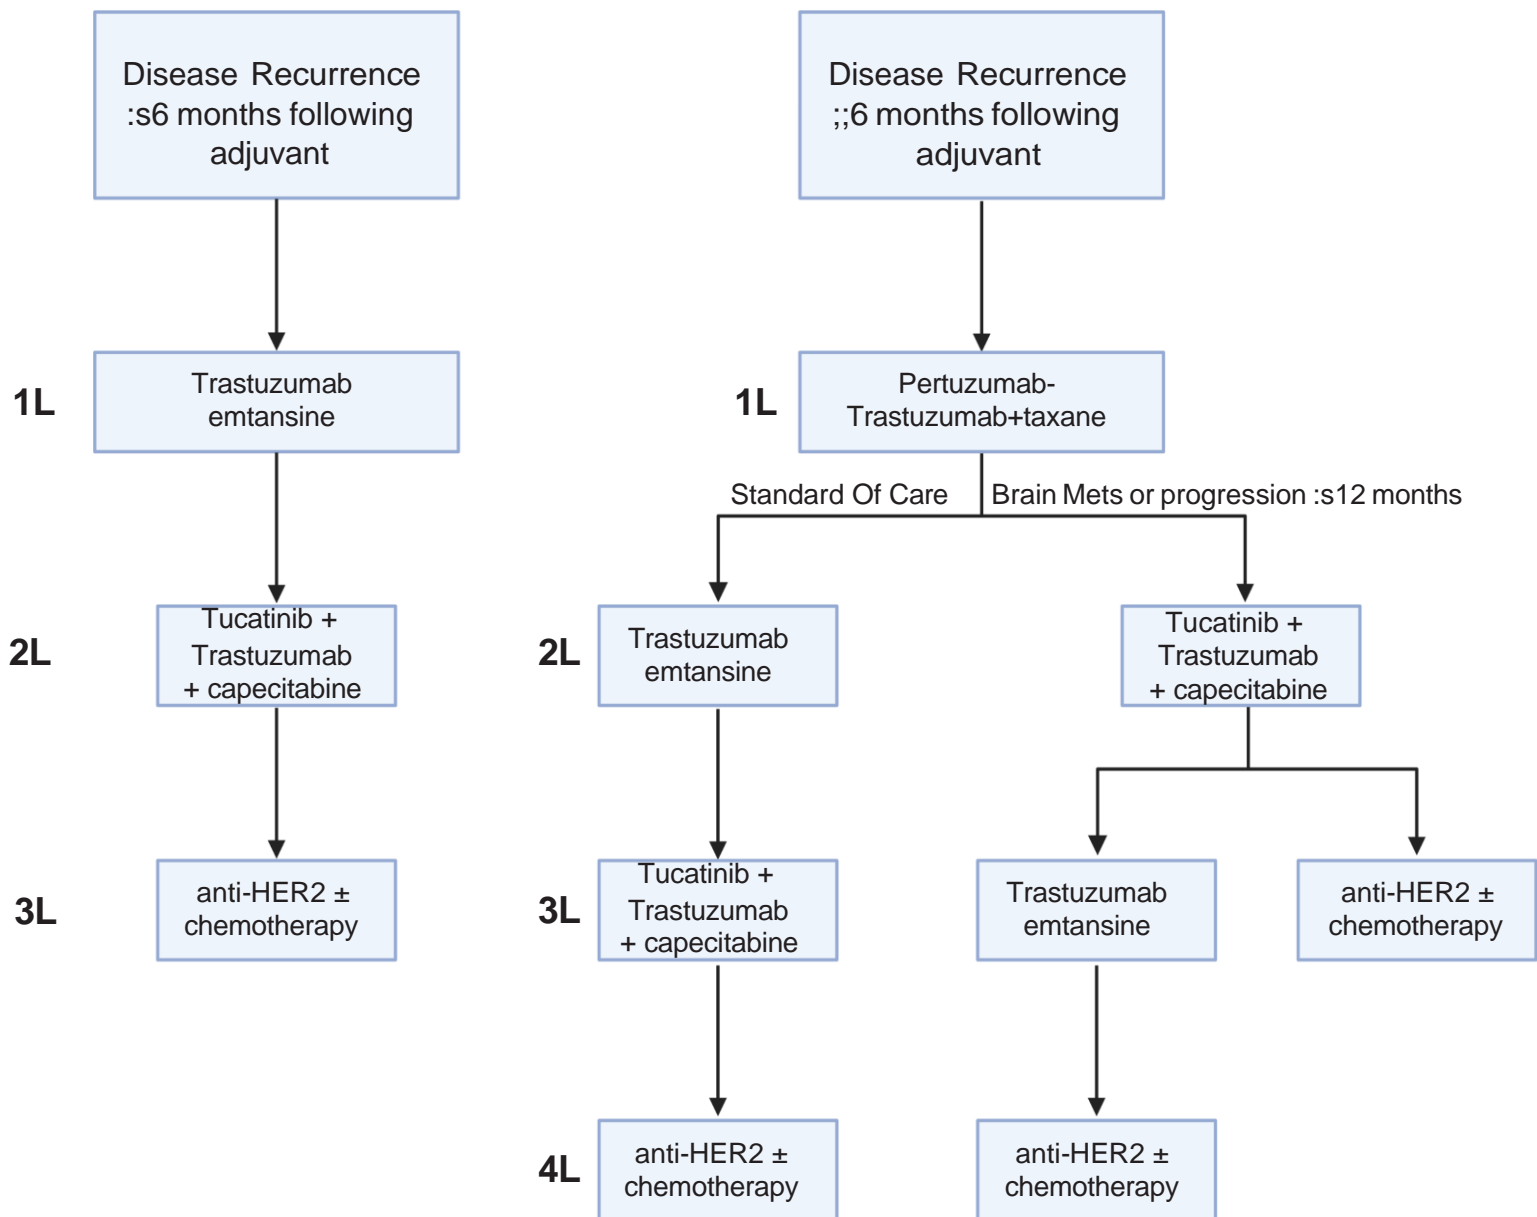 Disease Recurrence
:s6 months following
adjuvant
1L
Trastuzumab
emtansine
2L
Tucatinib +
Trastuzumab
+ capecitabine
3L
anti-HER2 ±
chemotherapy
Disease Recurrence
;;6 months following
adjuvant
1L
Pertuzumab-
Trastuzumab+taxane
Standard Of Care
Brain Mets or progression :s12 months
2L
Trastuzumab
emtansine
Tucatinib +
Trastuzumab
+ capecitabine
3L
Tucatinib +
Trastuzumab
+ capecitabine
Trastuzumab
emtansine
anti-HER2 ±
chemotherapy
4L
anti-HER2 ±
chemotherapy
anti-HER2 ±
chemotherapy